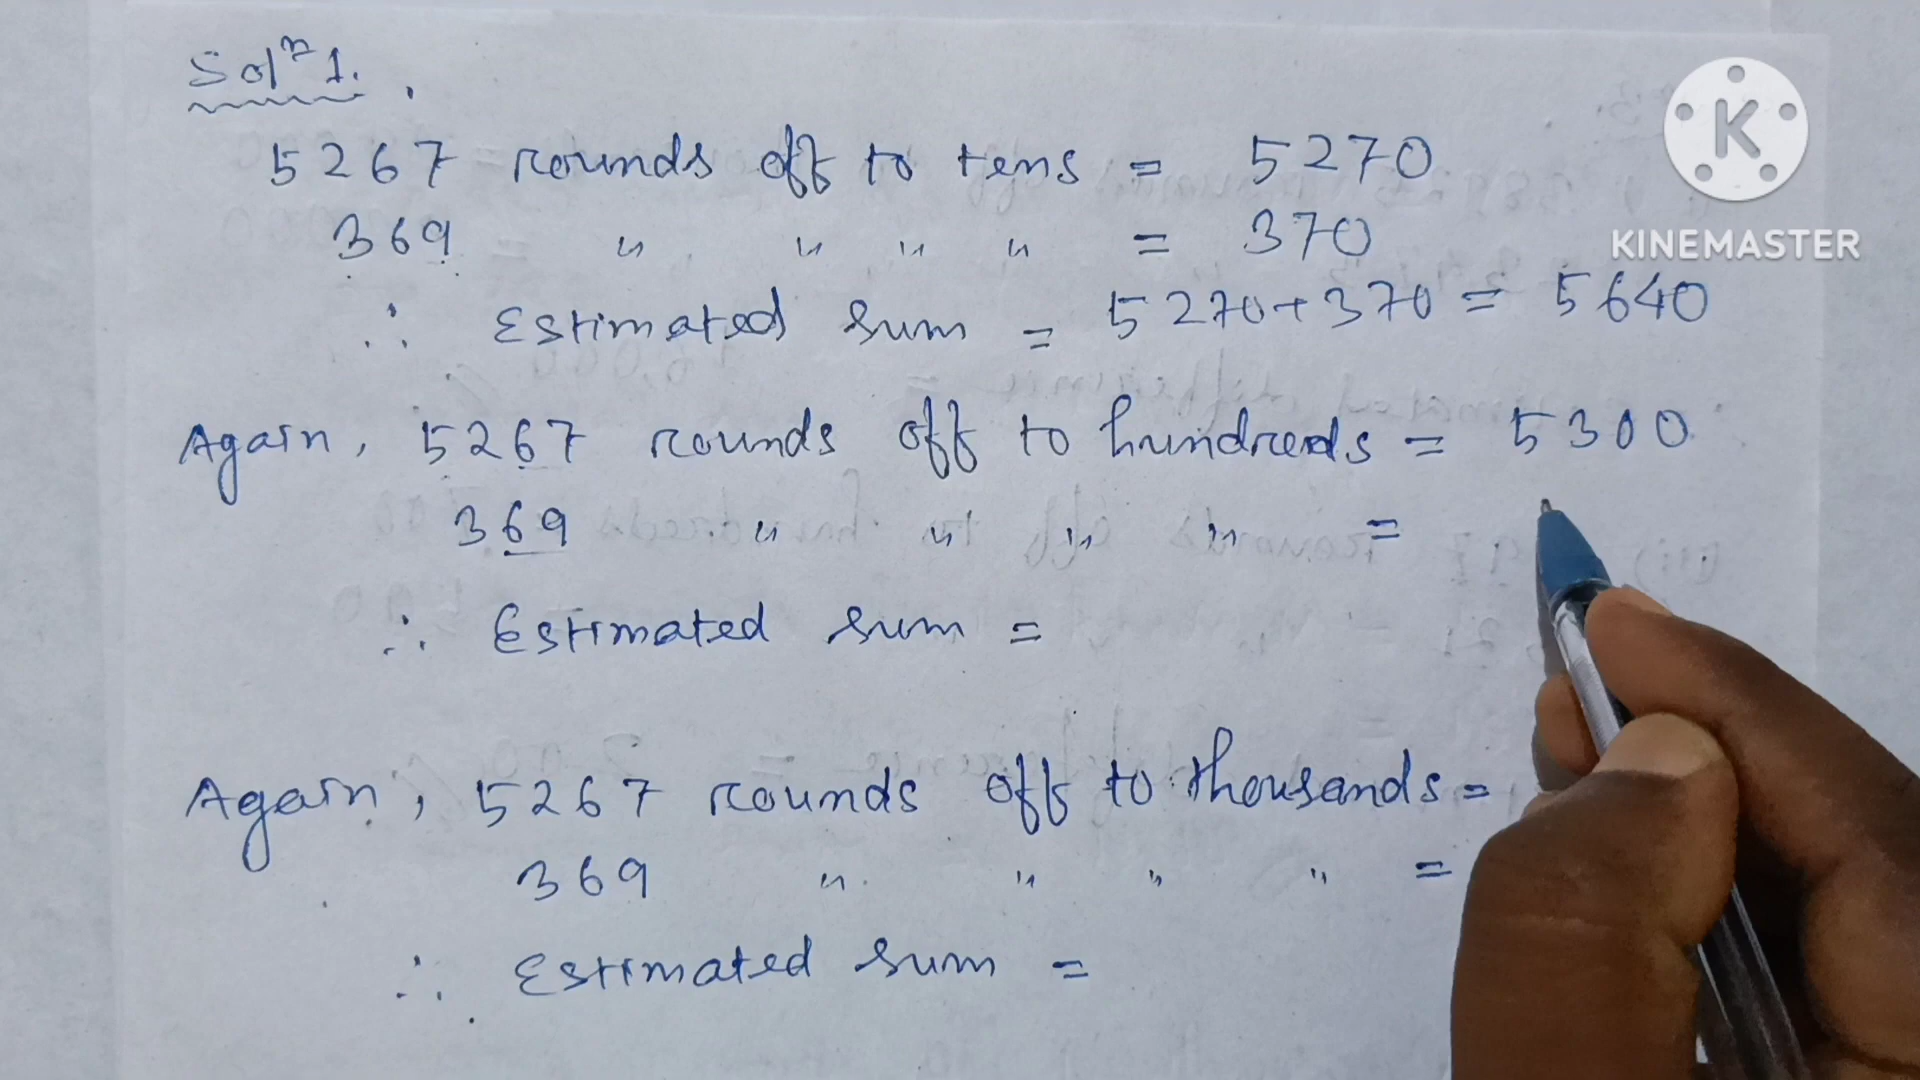 Solⁿ 1.
5267 rounds off to tens = 5270
369 " " " " = 370
∴ Estimated sum = 5270+370 = 5640
Again, 5267 rounds off to hundreds = 5300
369 " " " " =
∴ Estimated sum =
Again, 5267 rounds off to thousands =
369 " " " " =
∴ Estimated sum =
K
KINEMASTER